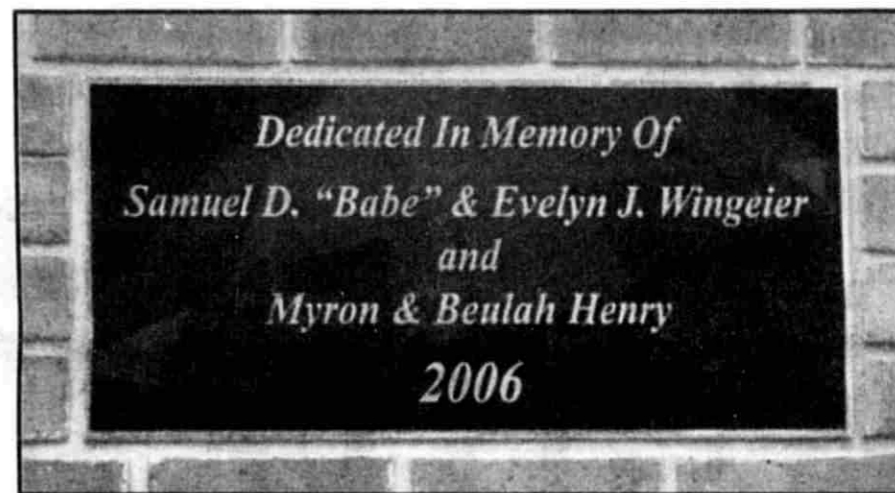 Dedicated In Memory Of
Samuel D. “Babe” & Evelyn J. Wingeier
and
Myron & Beulah Henry
2006